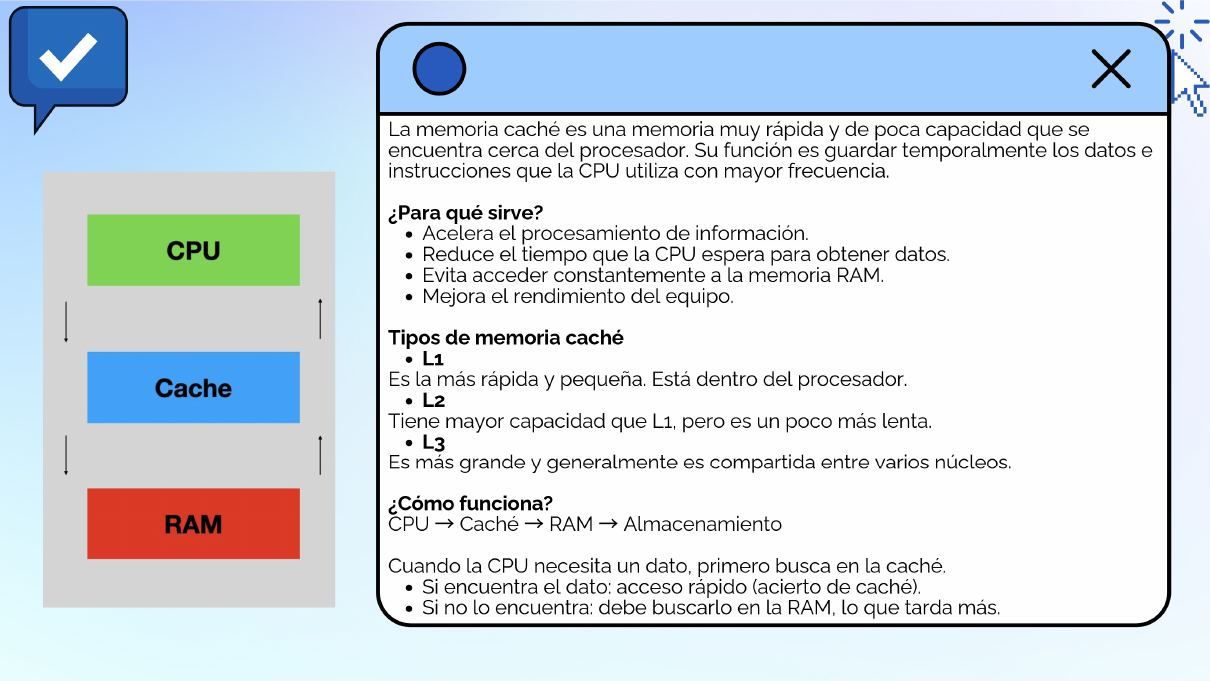 CPU
Cache
RAM
La memoria caché es una memoria muy rápida y de poca capacidad que se
encuentra cerca del procesador. Su función es guardar temporalmente los datos e
instrucciones que la CPU utiliza con mayor frecuencia.
¿Para qué sirve?
• Acelera el procesamiento de información.
• Reduce el tiempo que la CPU espera para obtener datos.
• Evita acceder constantemente a la memoria RAM.
• Mejora el rendimiento del equipo.
Tipos de memoria caché
• L1
Es la más rápida y pequeña. Está dentro del procesador.
• L2
Tiene mayor capacidad que L1, pero es un poco más lenta.
• L3
Es más grande y generalmente es compartida entre varios núcleos.
¿Cómo funciona?
CPU → Caché → RAM → Almacenamiento
Cuando la CPU necesita un dato, primero busca en la caché.
• Si encuentra el dato: acceso rápido (acierto de caché).
• Si no lo encuentra: debe buscarlo en la RAM, lo que tarda más.